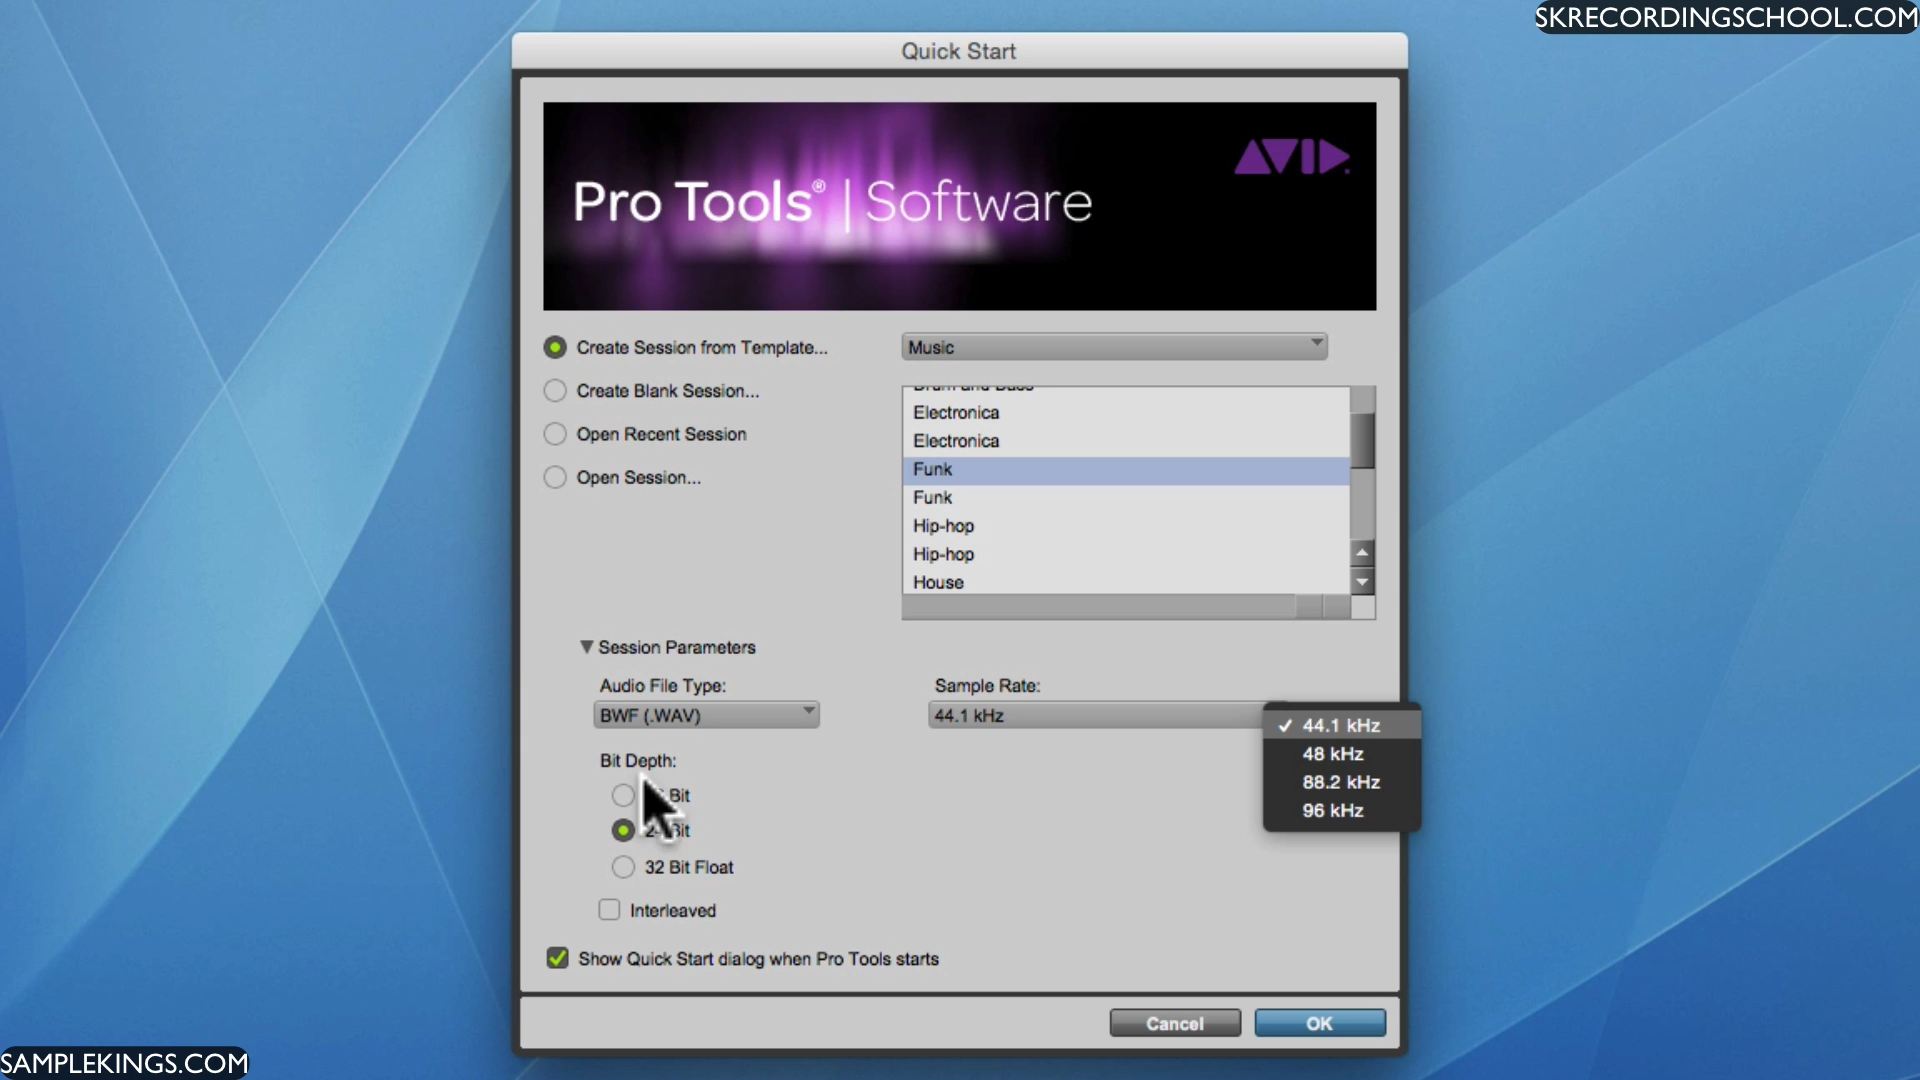 SKRECORDINGSCHOOL.COM
Quick Start
AVID
Pro Tools® | Software
Create Session from Template...
Music
Create Blank Session...
Open Recent Session
Open Session...
Electronica
Electronica
Funk
Funk
Hip-hop
Hip-hop
House
Session Parameters
Audio File Type:
Sample Rate:
BWF (.WAV)
44.1 kHz
44.1 kHz
48 kHz
88.2 kHz
96 kHz
Bit Depth:
Bit
32 Bit Float
Interleaved
Show Quick Start dialog when Pro Tools starts
Cancel
OK
SAMPLEKINGS.COM